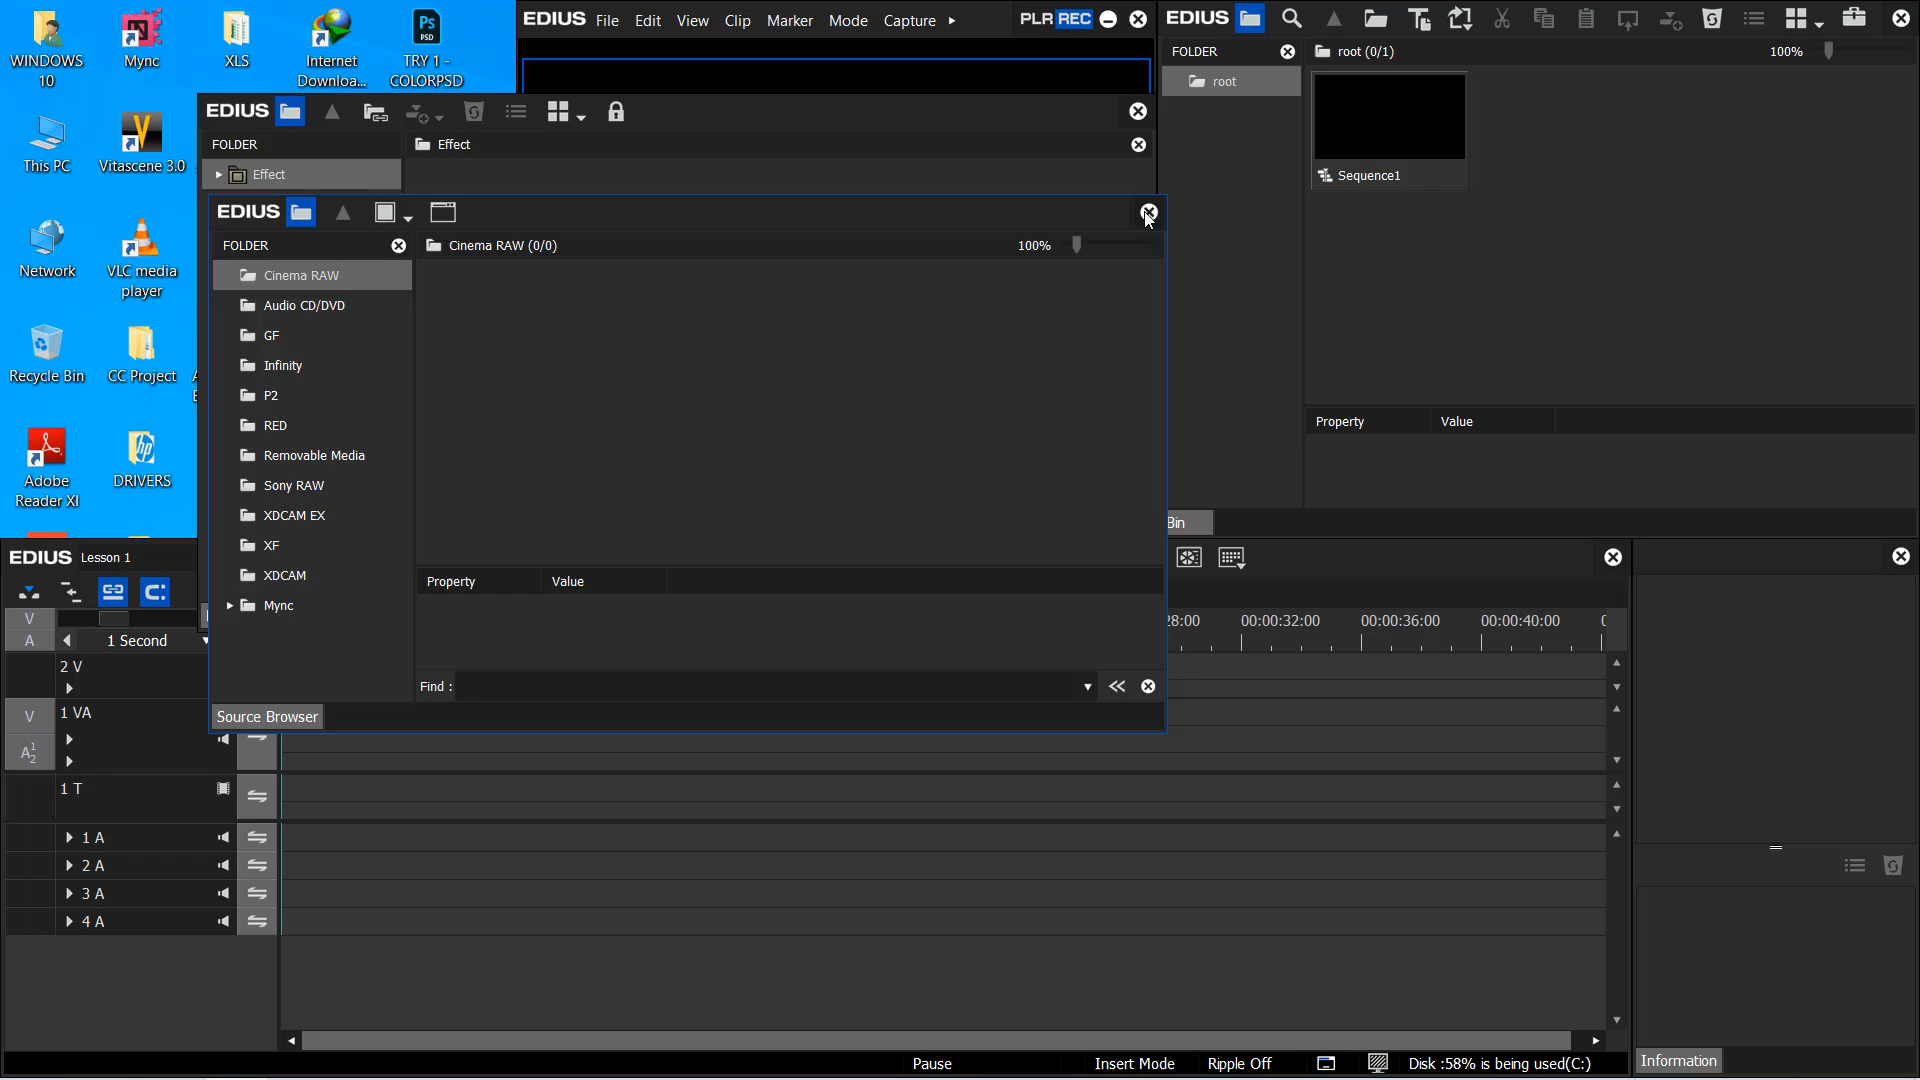 WINDOWS
10
Mync
XLS
Internet
Downloa...
TRY 1 -
COLORPSD
This PC
Vitascene 3.0
Network
VLC media
player
Recycle Bin
CC Project
Adobe
Reader XI
DRIVERS
EDIUS File Edit View Clip Marker Mode Capture PLR REC
EDIUS
FOLDER
root (0/1)
100%
root
Sequence1
Property Value
Bin
EDIUS
FOLDER
Effect
Effect
EDIUS
FOLDER
Cinema RAW (0/0)
100%
Cinema RAW
Audio CD/DVD
GF
Infinity
P2
RED
Removable Media
Sony RAW
XDCAM EX
XF
XDCAM
Mync
Property Value
Find :
Source Browser
EDIUS Lesson 1
V
A
1 Second
28:00 00:00:32:00 00:00:36:00 00:00:40:00
2 V
V
1 VA
A 1 2
1 T
1 A
2 A
3 A
4 A
Pause Insert Mode Ripple Off Disk :58% is being used(C:)
Information